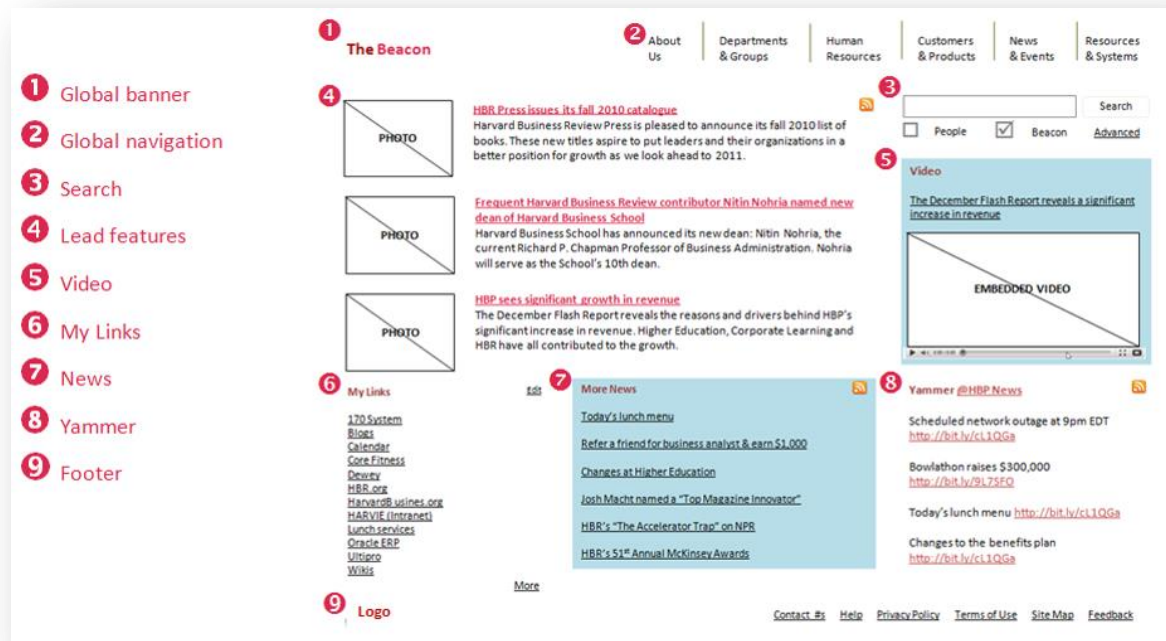 1 Global banner
2 Global navigation
3 Search
4 Lead features
5 Video
6 My Links
7 News
8 Yammer
9 Footer
1 The Beacon
2 About
Us
Departments
& Groups
Human
Resources
Customers
& Products
News
& Events
Resources
& Systems
3
Search
People
Beacon
Advanced
4
PHOTO
HBR Press issues its fall 2010 catalogue
Harvard Business Review Press is pleased to announce its fall 2010 list of
books. These new titles aspire to put leaders and their organizations in a
better position for growth as we look ahead to 2011.
PHOTO
Frequent Harvard Business Review contributor Nitin Nohria named new
dean of Harvard Business School
Harvard Business School has announced its new dean: Nitin Nohria, the
current Richard P. Chapman Professor of Business Administration. Nohria
will serve as the School's 10th dean.
PHOTO
HBP sees significant growth in revenue
The December Flash Report reveals the reasons and drivers behind HBP's
significant increase in revenue. Higher Education, Corporate Learning and
HBR have all contributed to the growth.
5
Video
The December Flash Report reveals a significant
increase in revenue
EMBEDDED VIDEO
6 My Links
Edit
170 System
Blogs
Calendar
Core Fitness
Dewey
HBR.org
HarvardB usines.org
HARVIE (Intranet)
Lunch services
Oracle ERP
Ultipro
Wikis
More
7 More News
Today's lunch menu
Refer a friend for business analyst & earn $1,000
Changes at Higher Education
Josh Macht named a "Top Magazine Innovator"
HBR's "The Accelerator Trap" on NPR
HBR's 51st Annual McKinsey Awards
8 Yammer @HBP News
Scheduled network outage at 9pm EDT
http://bit.ly/cL1QGa
Bowlathon raises $300,000
http://bit.ly/9L75FO
Today's lunch menu http://bit.ly/cL1QGa
Changes to the benefits plan
http://bit.ly/cL1QGa
9 Logo
Contact #s Help Privacy Policy Terms of Use Site Map Feedback